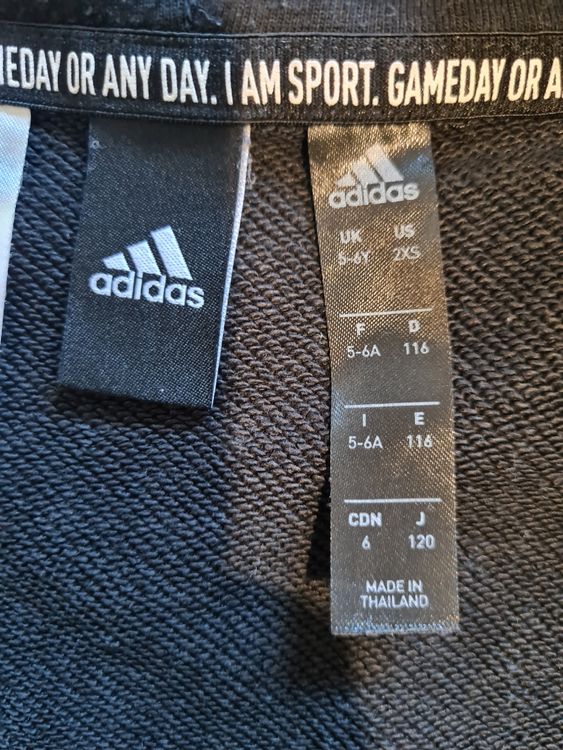 EDAY OR ANY DAY. I AM SPORT. GAMEDAY OR A
adidas
adidas
UK US
5-6Y 2XS
F D
5-6A 116
I E
5-6A 116
CDN J
6 120
MADE IN
THAILAND